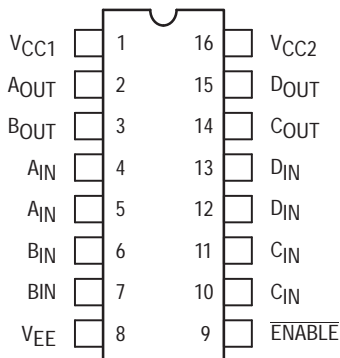 VCC1 1 16 VCC2
AOUT 2 15 DOUT
BOUT 3 14 COUT
AIN 4 13 DIN
AIN 5 12 DIN
BIN 6 11 CIN
BIN 7 10 CIN
VEE 8 9 ENABLE